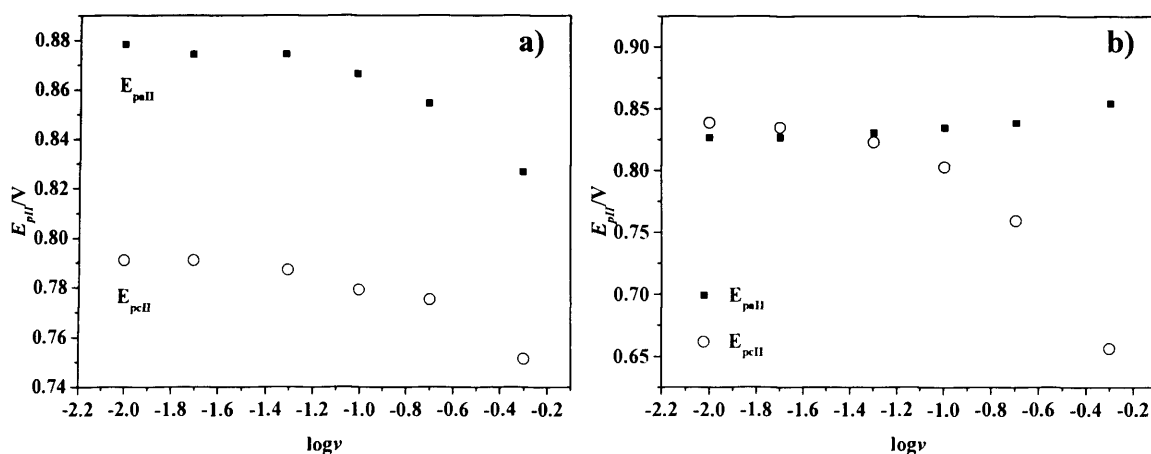 a)
0.88
0.86
0.84
0.82
0.80
0.78
0.76
0.74
E_pII/V
E_paII
E_pcII
-2.2 -2.0 -1.8 -1.6 -1.4 -1.2 -1.0 -0.8 -0.6 -0.4 -0.2
logν
b)
0.90
0.85
0.80
0.75
0.70
0.65
E_pII/V
E_paII
E_pcII
-2.2 -2.0 -1.8 -1.6 -1.4 -1.2 -1.0 -0.8 -0.6 -0.4 -0.2
logν